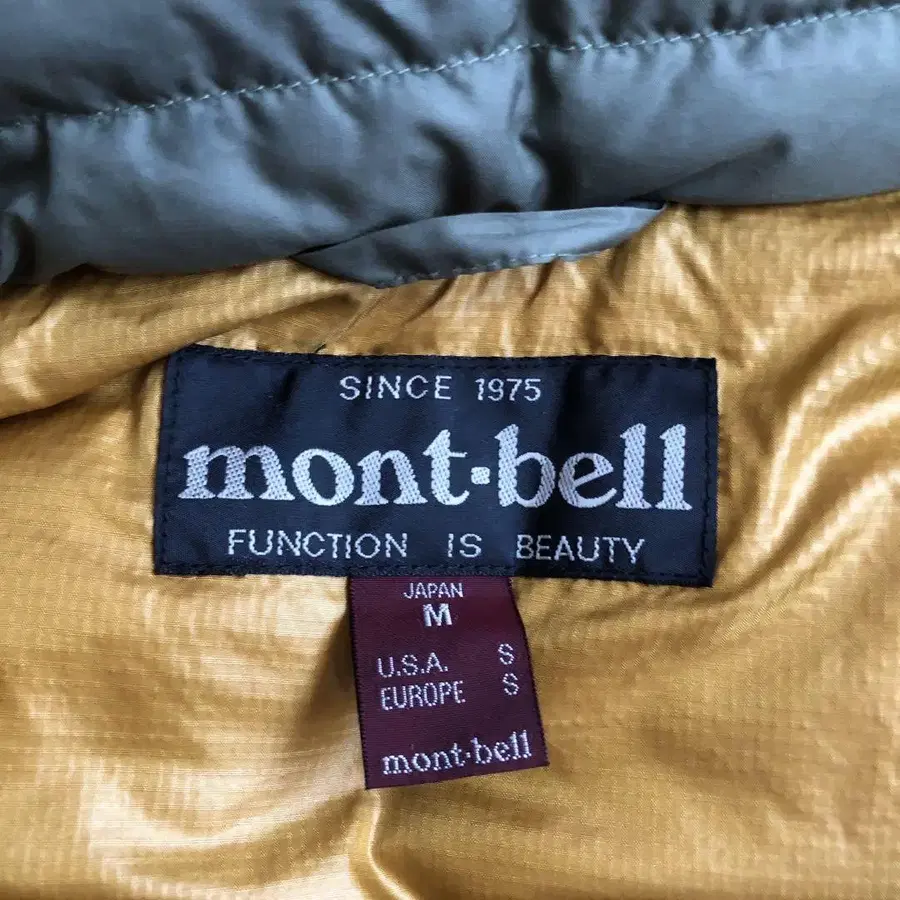 SINCE 1975
mont·bell
FUNCTION IS BEAUTY
JAPAN
M
U.S.A. S
EUROPE S
mont·bell